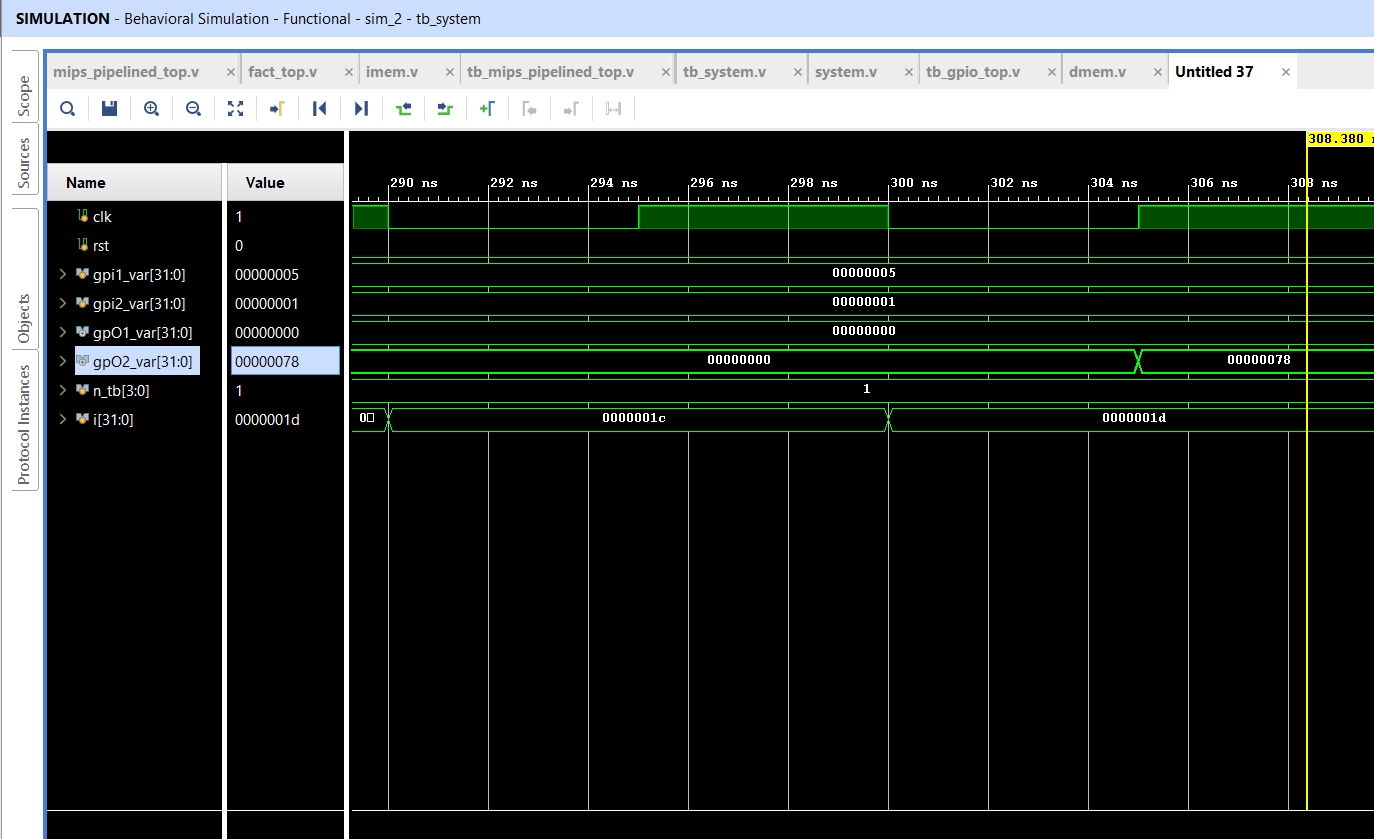 SIMULATION - Behavioral Simulation - Functional - sim_2 - tb_system
Scope
Sources
Objects
Protocol Instances
mips_pipelined_top.v × fact_top.v × imem.v × tb_mips_pipelined_top.v × tb_system.v × system.v × tb_gpio_top.v × dmem.v × Untitled 37 ×
308.380
290 ns 292 ns 294 ns 296 ns 298 ns 300 ns 302 ns 304 ns 306 ns 308 ns
Name Value
clk 1
rst 0
gpi1_var[31:0] 00000005 00000005
gpi2_var[31:0] 00000001 00000001
gpO1_var[31:0] 00000000 00000000
gpO2_var[31:0] 00000078 00000000 00000078
n_tb[3:0] 1 1
i[31:0] 0000001d 0 0000001c 0000001d